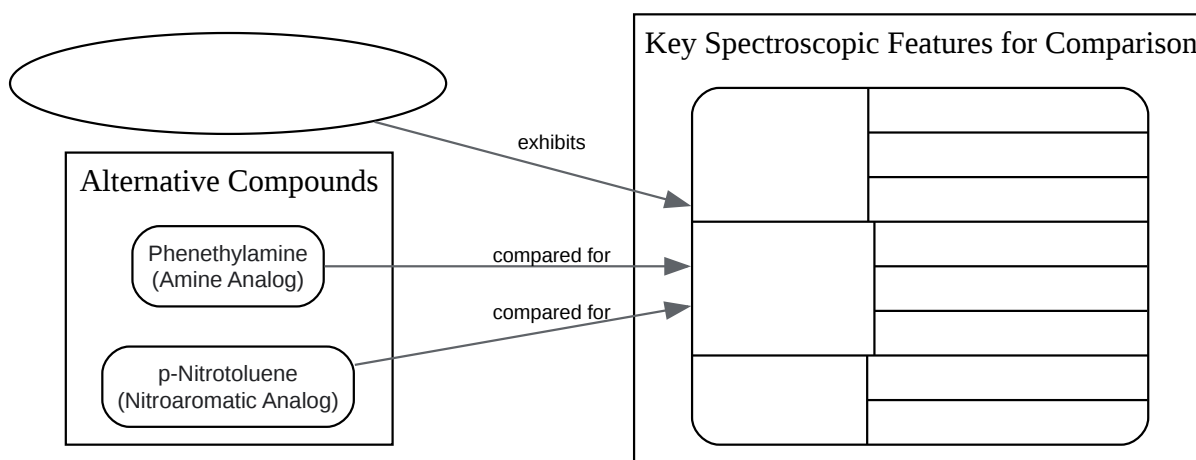 Key Spectroscopic Features for Comparison
exhibits
Alternative Compounds
Phenethylamine
(Amine Analog)
compared for
compared for
p-Nitrotoluene
(Nitroaromatic Analog)